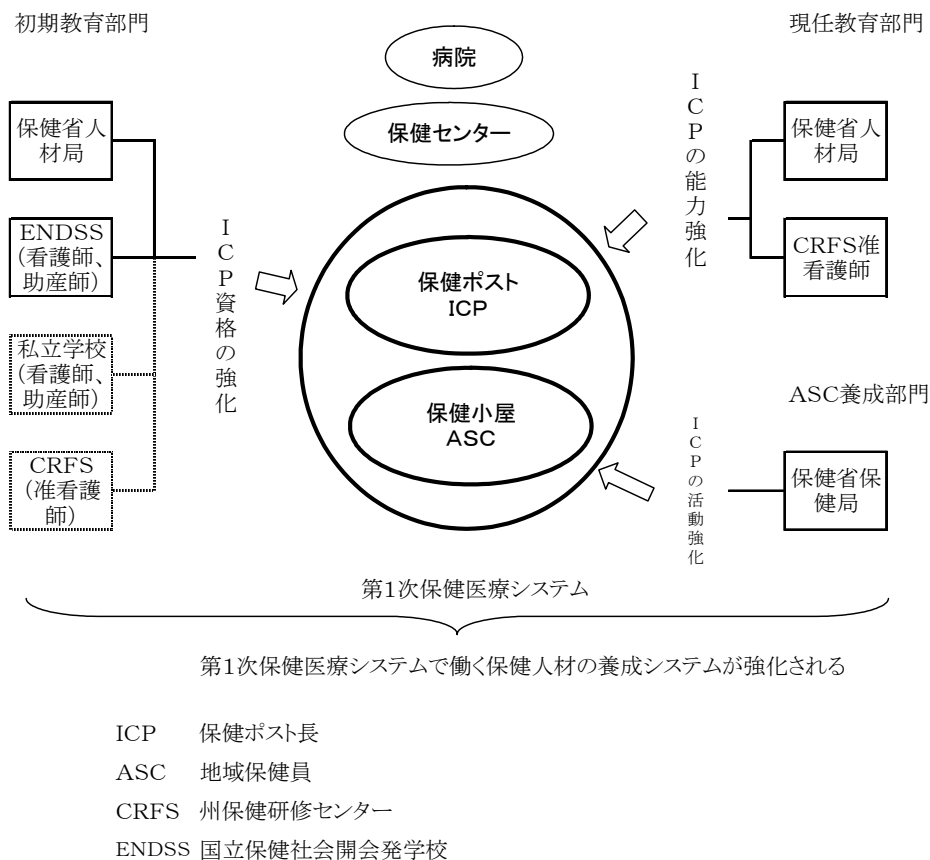 初期教育部門
現任教育部門
病院
保健センター
保健省人
材局
ENDSS
(看護師、
助産師)
私立学校
(看護師、
助産師)
CRFS
(准看護
師)
ICP資格の強化
保健ポスト
ICP
保健小屋
ASC
ICPの能力強化
保健省人
材局
CRFS准
看護師
ASC養成部門
ICPの活動強化
保健省保
健局
第1次保健医療システム
第1次保健医療システムで働く保健人材の養成システムが強化される
ICP 保健ポスト長
ASC 地域保健員
CRFS 州保健研修センター
ENDSS 国立保健社会開会発学校